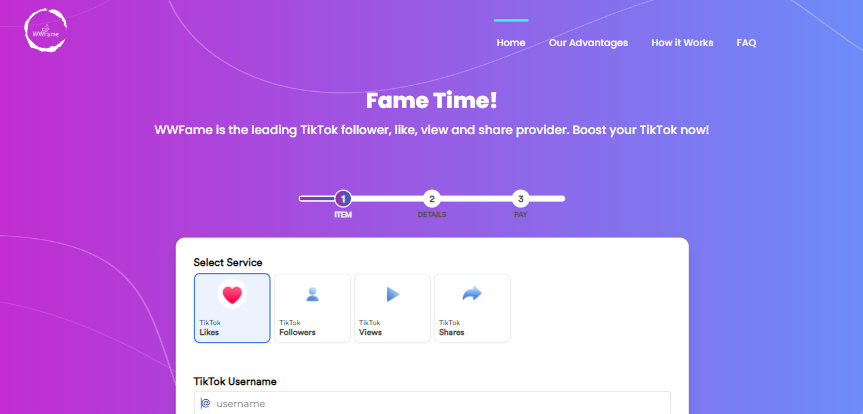 WWFame
Home Our Advantages How it Works FAQ
Fame Time!
WWFame is the leading TikTok follower, like, view and share provider. Boost your TikTok now!
1 2 3
ITEM DETAILS PAY
Select Service
TikTok TikTok TikTok TikTok
Likes Followers Views Shares
TikTok Username
@ username